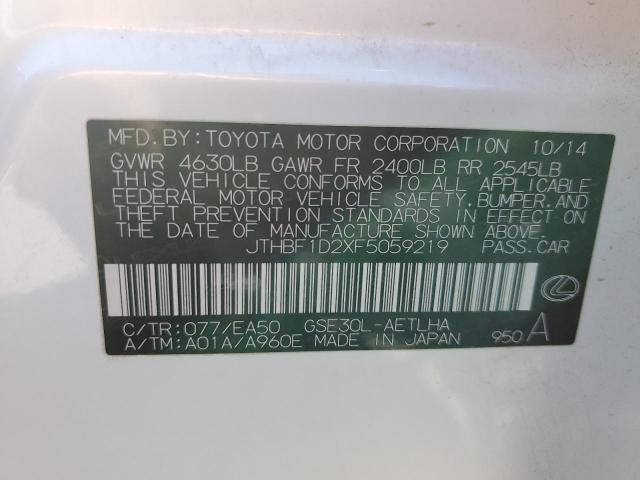 MFD. BY: TOYOTA MOTOR CORPORATION 10/14
GVWR 4630LB GAWR FR 2400LB RR 2545LB
THIS VEHICLE CONFORMS TO ALL APPLICABLE
FEDERAL MOTOR VEHICLE SAFETY, BUMPER, AND
THEFT PREVENTION STANDARDS IN EFFECT ON
THE DATE OF MANUFACTURE SHOWN ABOVE.
JTHBF1D2XF5059219 PASS. CAR
C/TR: 077/EA50 GSE30L-AETLHA
A/TM: A01A/A960E MADE IN JAPAN 950 A